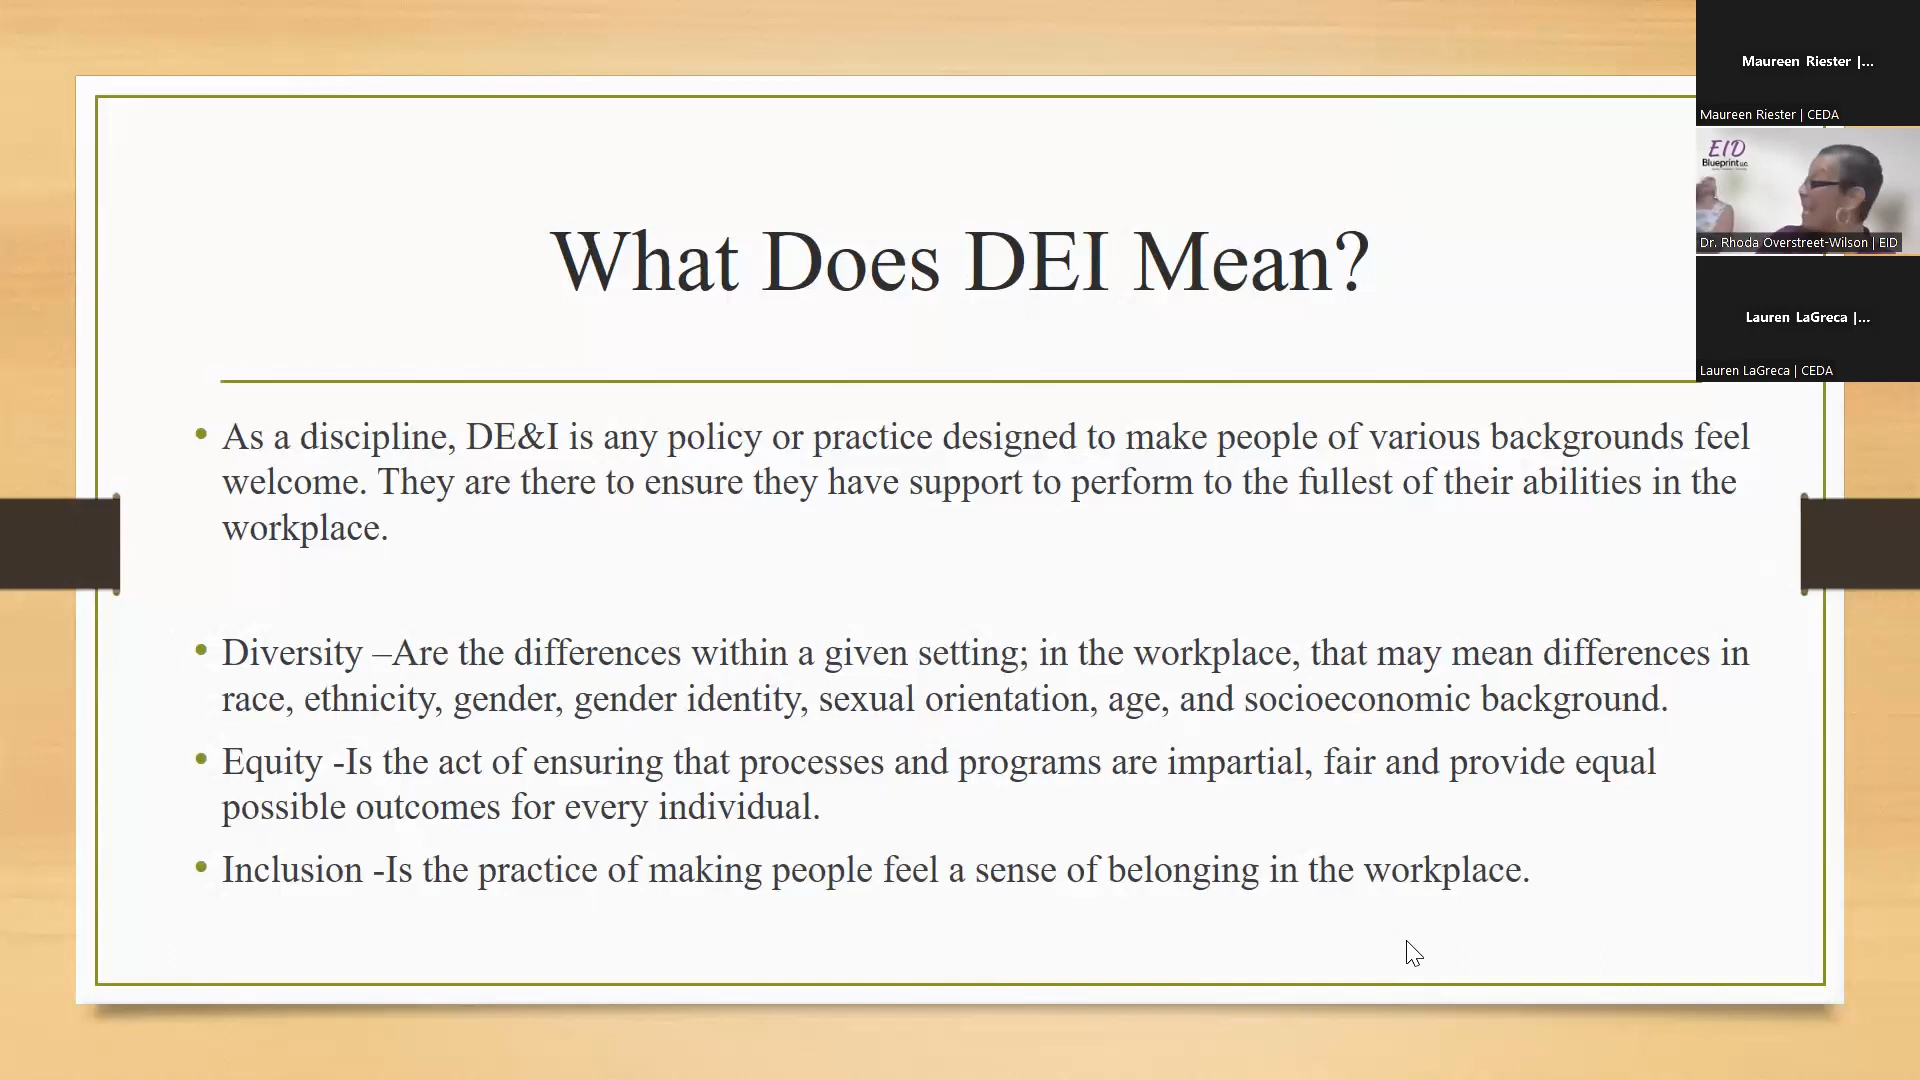 What Does DEI Mean?
• As a discipline, DE&I is any policy or practice designed to make people of various backgrounds feel
welcome. They are there to ensure they have support to perform to the fullest of their abilities in the
workplace.
• Diversity –Are the differences within a given setting; in the workplace, that may mean differences in
race, ethnicity, gender, gender identity, sexual orientation, age, and socioeconomic background.
• Equity -Is the act of ensuring that processes and programs are impartial, fair and provide equal
possible outcomes for every individual.
• Inclusion -Is the practice of making people feel a sense of belonging in the workplace.
Maureen Riester |...
Maureen Riester | CEDA
EID
Blueprint
Dr. Rhoda Overstreet-Wilson | EID
Lauren LaGreca |...
Lauren LaGreca | CEDA